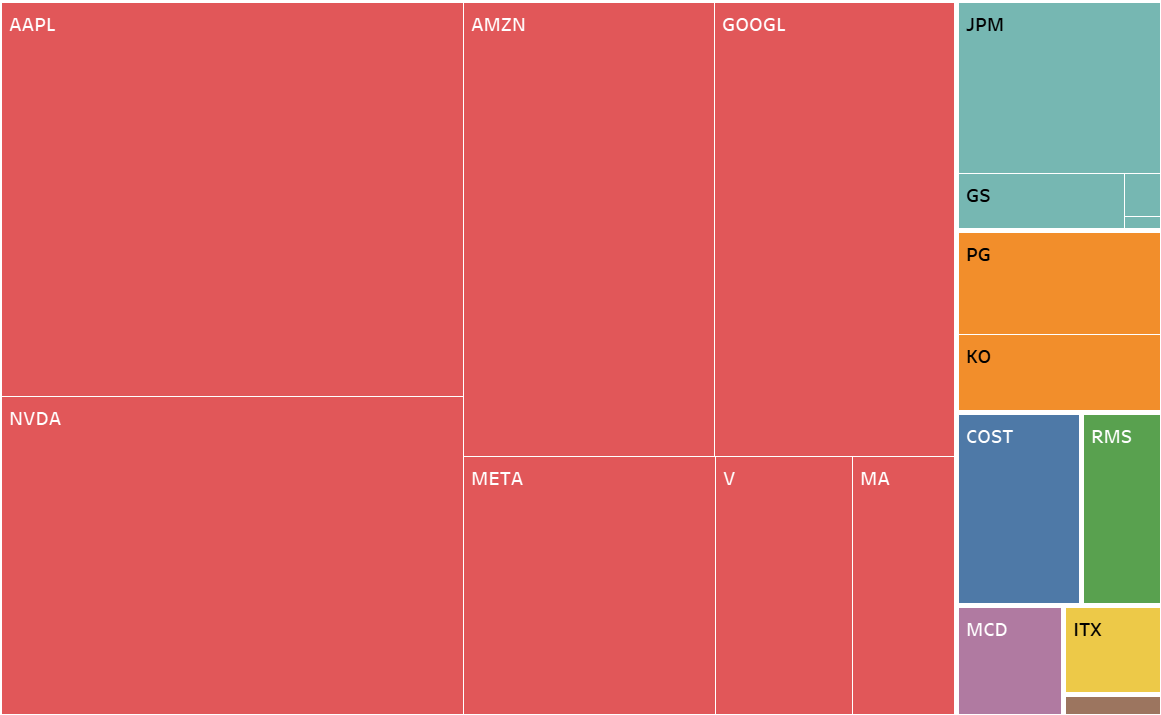 AAPL
AMZN
GOOGL
JPM
GS
PG
KO
NVDA
META
V
MA
COST
RMS
MCD
ITX